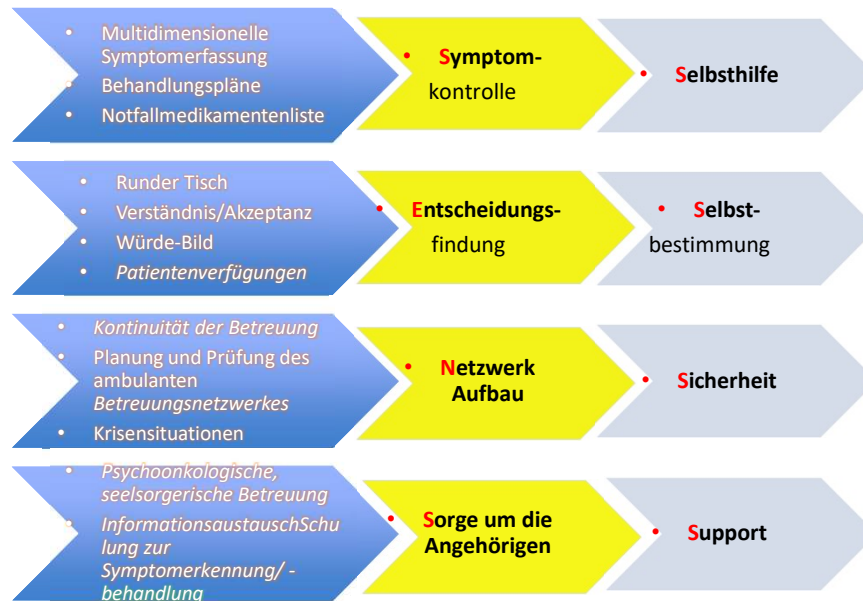 • Multidimensionelle
Symptomerfassung
• Behandlungspläne
• Notfallmedikamentenliste
• Symptom-
kontrolle
• Selbsthilfe
• Runder Tisch
• Verständnis/Akzeptanz
• Würde-Bild
• Patientenverfügungen
• Entscheidungs-
findung
• Selbst-
bestimmung
• Kontinuität der Betreuung
• Planung und Prüfung des
ambulanten
Betreuungsnetzwerkes
• Krisensituationen
• Netzwerk
Aufbau
• Sicherheit
• Psychoonkologische,
seelsorgerische Betreuung
• InformationsaustauschSchu
lung zur
Symptomerkennung/ -
behandlung
• Sorge um die
Angehörigen
• Support